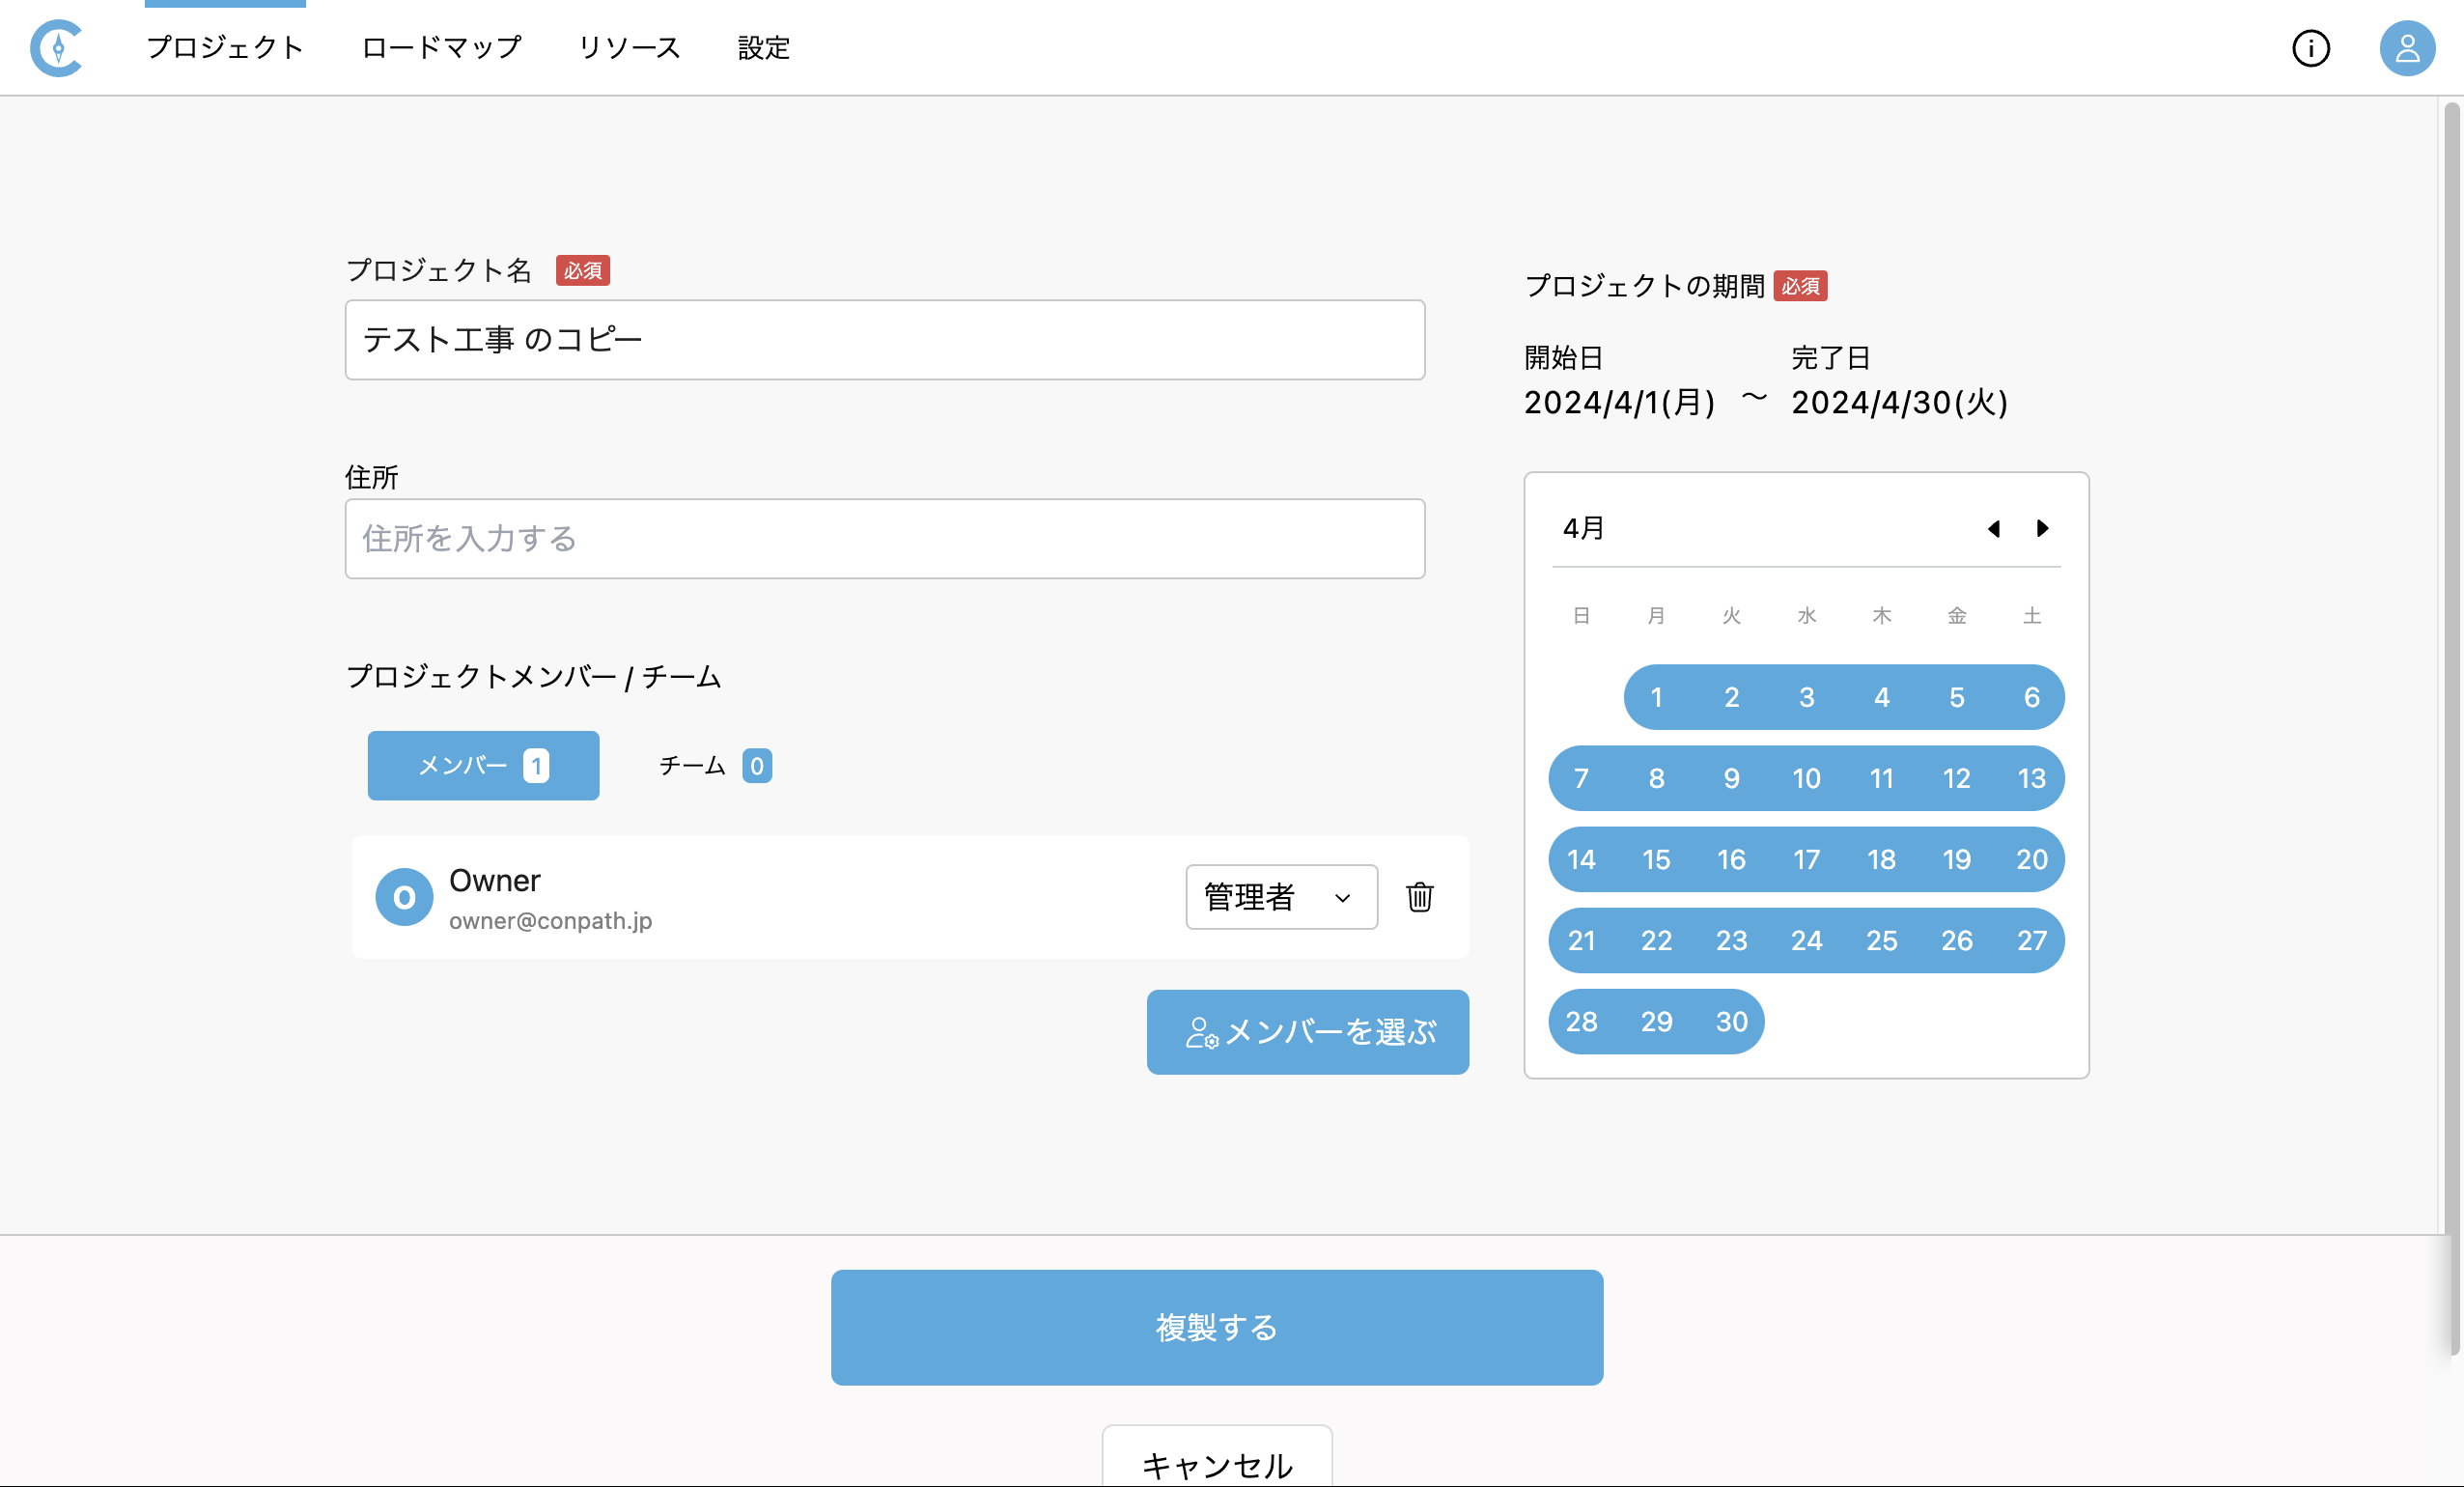 プロジェクト ロードマップ リソース 設定
プロジェクト名 必須
テスト工事 のコピー
住所
住所を入力する
プロジェクトメンバー / チーム
メンバー 1 チーム 0
O Owner
owner@conpath.jp
管理者
メンバーを選ぶ
プロジェクトの期間 必須
開始日 完了日
2024/4/1(月) 〜 2024/4/30(火)
4月
日 月 火 水 木 金 土
1 2 3 4 5 6
7 8 9 10 11 12 13
14 15 16 17 18 19 20
21 22 23 24 25 26 27
28 29 30
複製する
キャンセル